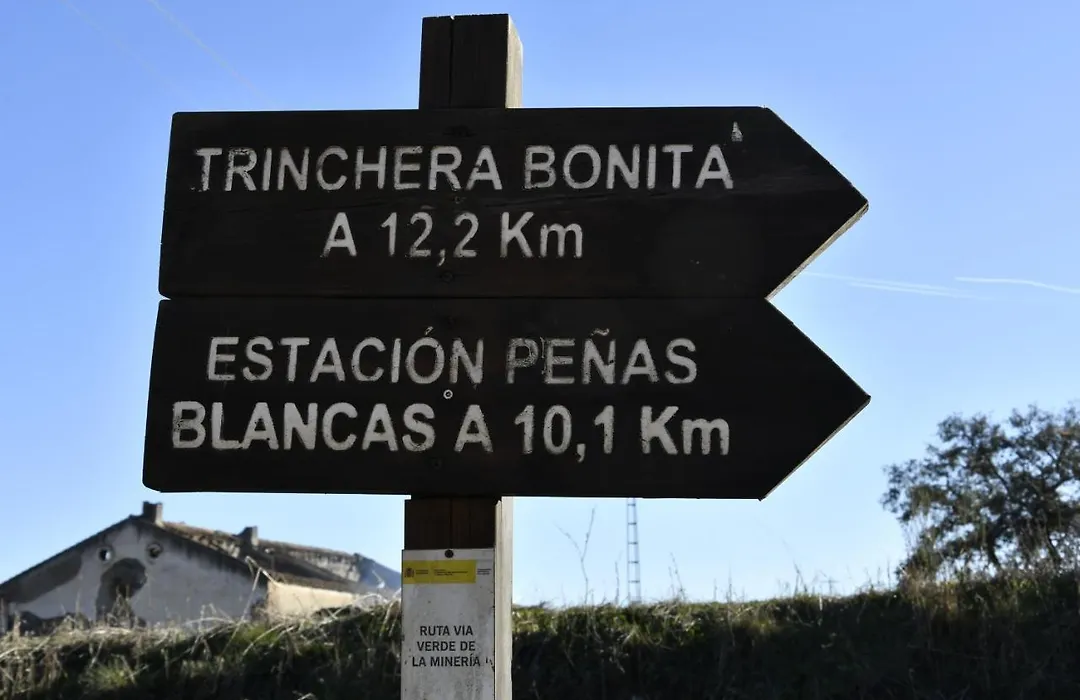 TRINCHERA BONITA
A 12,2 Km
ESTACIÓN PEÑAS
BLANCAS A 10,1 Km
RUTA VIA
VERDE DE
LA MINERÍA